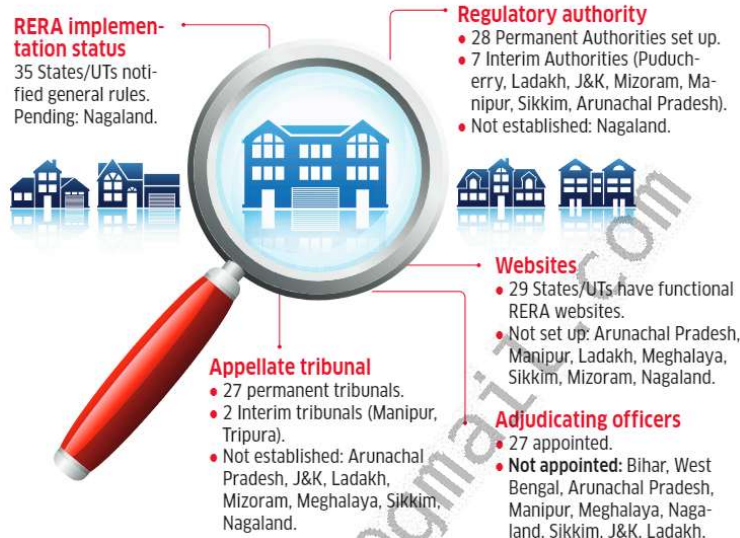 RERA implemen-
tation status
35 States/UTs noti-
fied general rules.
Pending: Nagaland.
Regulatory authority
• 28 Permanent Authorities set up.
• 7 Interim Authorities (Puduch-
erry, Ladakh, J&K, Mizoram, Ma-
nipur, Sikkim, Arunachal Pradesh).
• Not established: Nagaland.
Websites
• 29 States/UTs have functional
RERA websites.
• Not set up: Arunachal Pradesh,
Manipur, Ladakh, Meghalaya,
Sikkim, Mizoram, Nagaland.
Appellate tribunal
• 27 permanent tribunals.
• 2 Interim tribunals (Manipur,
Tripura).
• Not established: Arunachal
Pradesh, J&K, Ladakh,
Mizoram, Meghalaya, Sikkim,
Nagaland.
Adjudicating officers
• 27 appointed.
• Not appointed: Bihar, West
Bengal, Arunachal Pradesh,
Manipur, Meghalaya, Naga-
land, Sikkim, J&K, Ladakh.